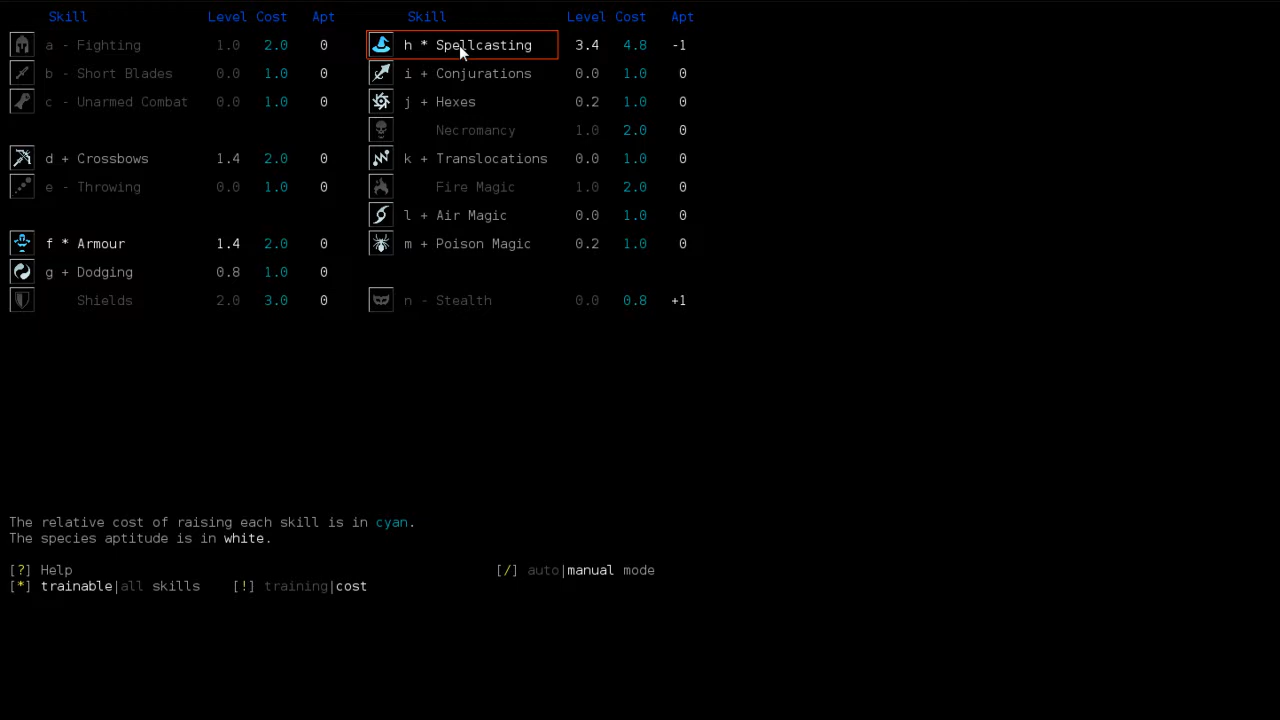 Skill Level Cost Apt Skill Level Cost Apt
a - Fighting 1.0 2.0 0 h * Spellcasting 3.4 4.8 -1
b - Short Blades 0.0 1.0 0 i + Conjurations 0.0 1.0 0
c - Unarmed Combat 0.0 1.0 0 j + Hexes 0.2 1.0 0
Necromancy 1.0 2.0 0
d + Crossbows 1.4 2.0 0 k + Translocations 0.0 1.0 0
e - Throwing 0.0 1.0 0 Fire Magic 1.0 2.0 0
l + Air Magic 0.0 1.0 0
f * Armour 1.4 2.0 0 m + Poison Magic 0.2 1.0 0
g + Dodging 0.8 1.0 0
Shields 2.0 3.0 0 n - Stealth 0.0 0.8 +1
The relative cost of raising each skill is in cyan.
The species aptitude is in white.
[?] Help [/] auto|manual mode
[*] trainable|all skills [!] training|cost